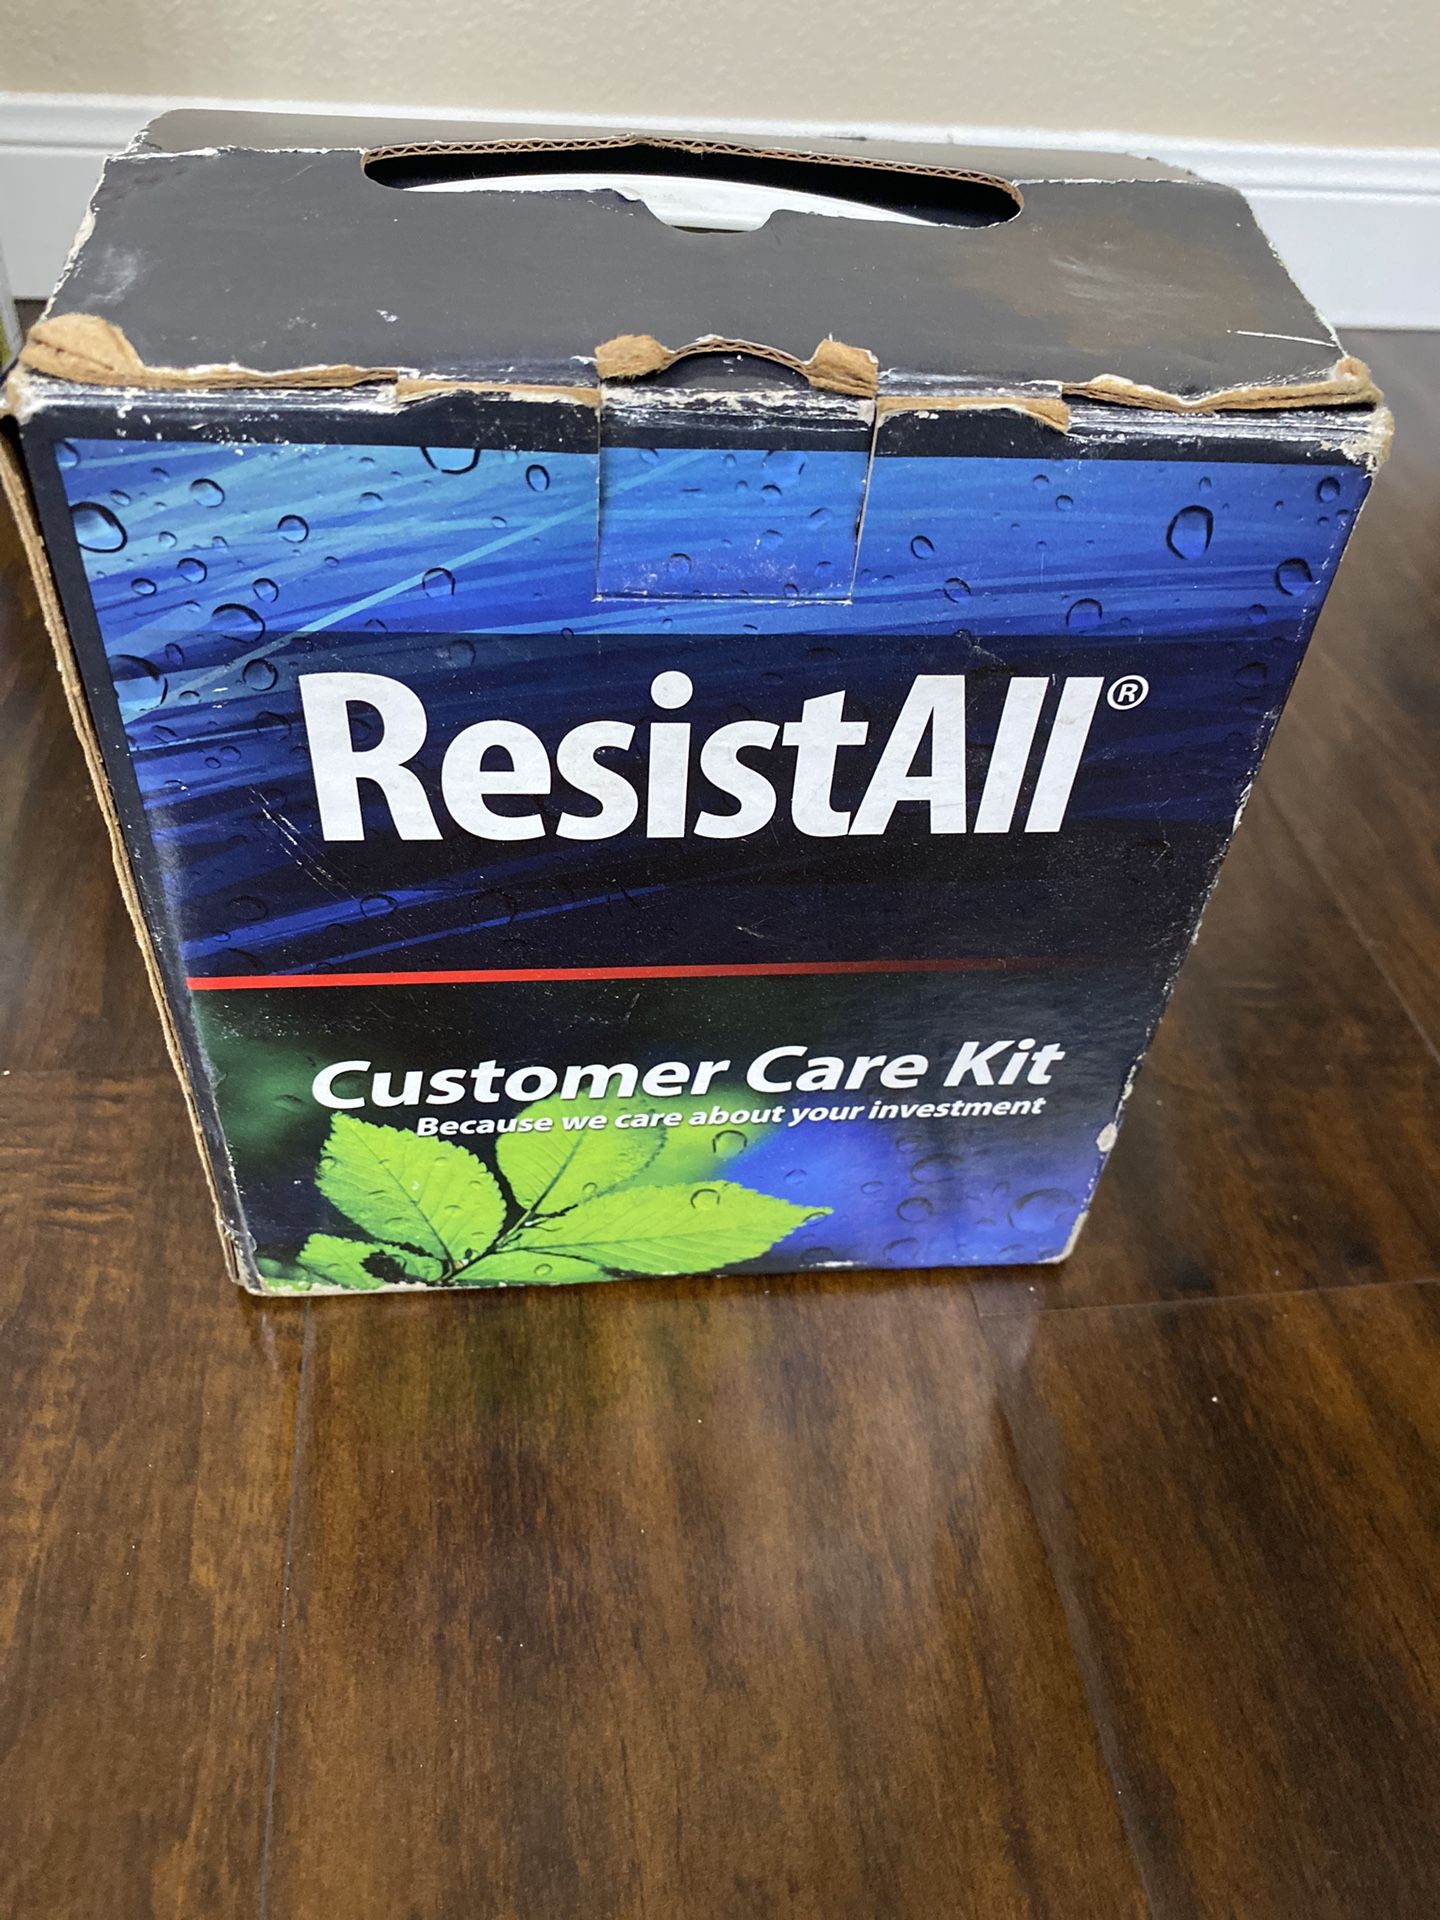 ResistAll®
Customer Care Kit
Because we care about your investment